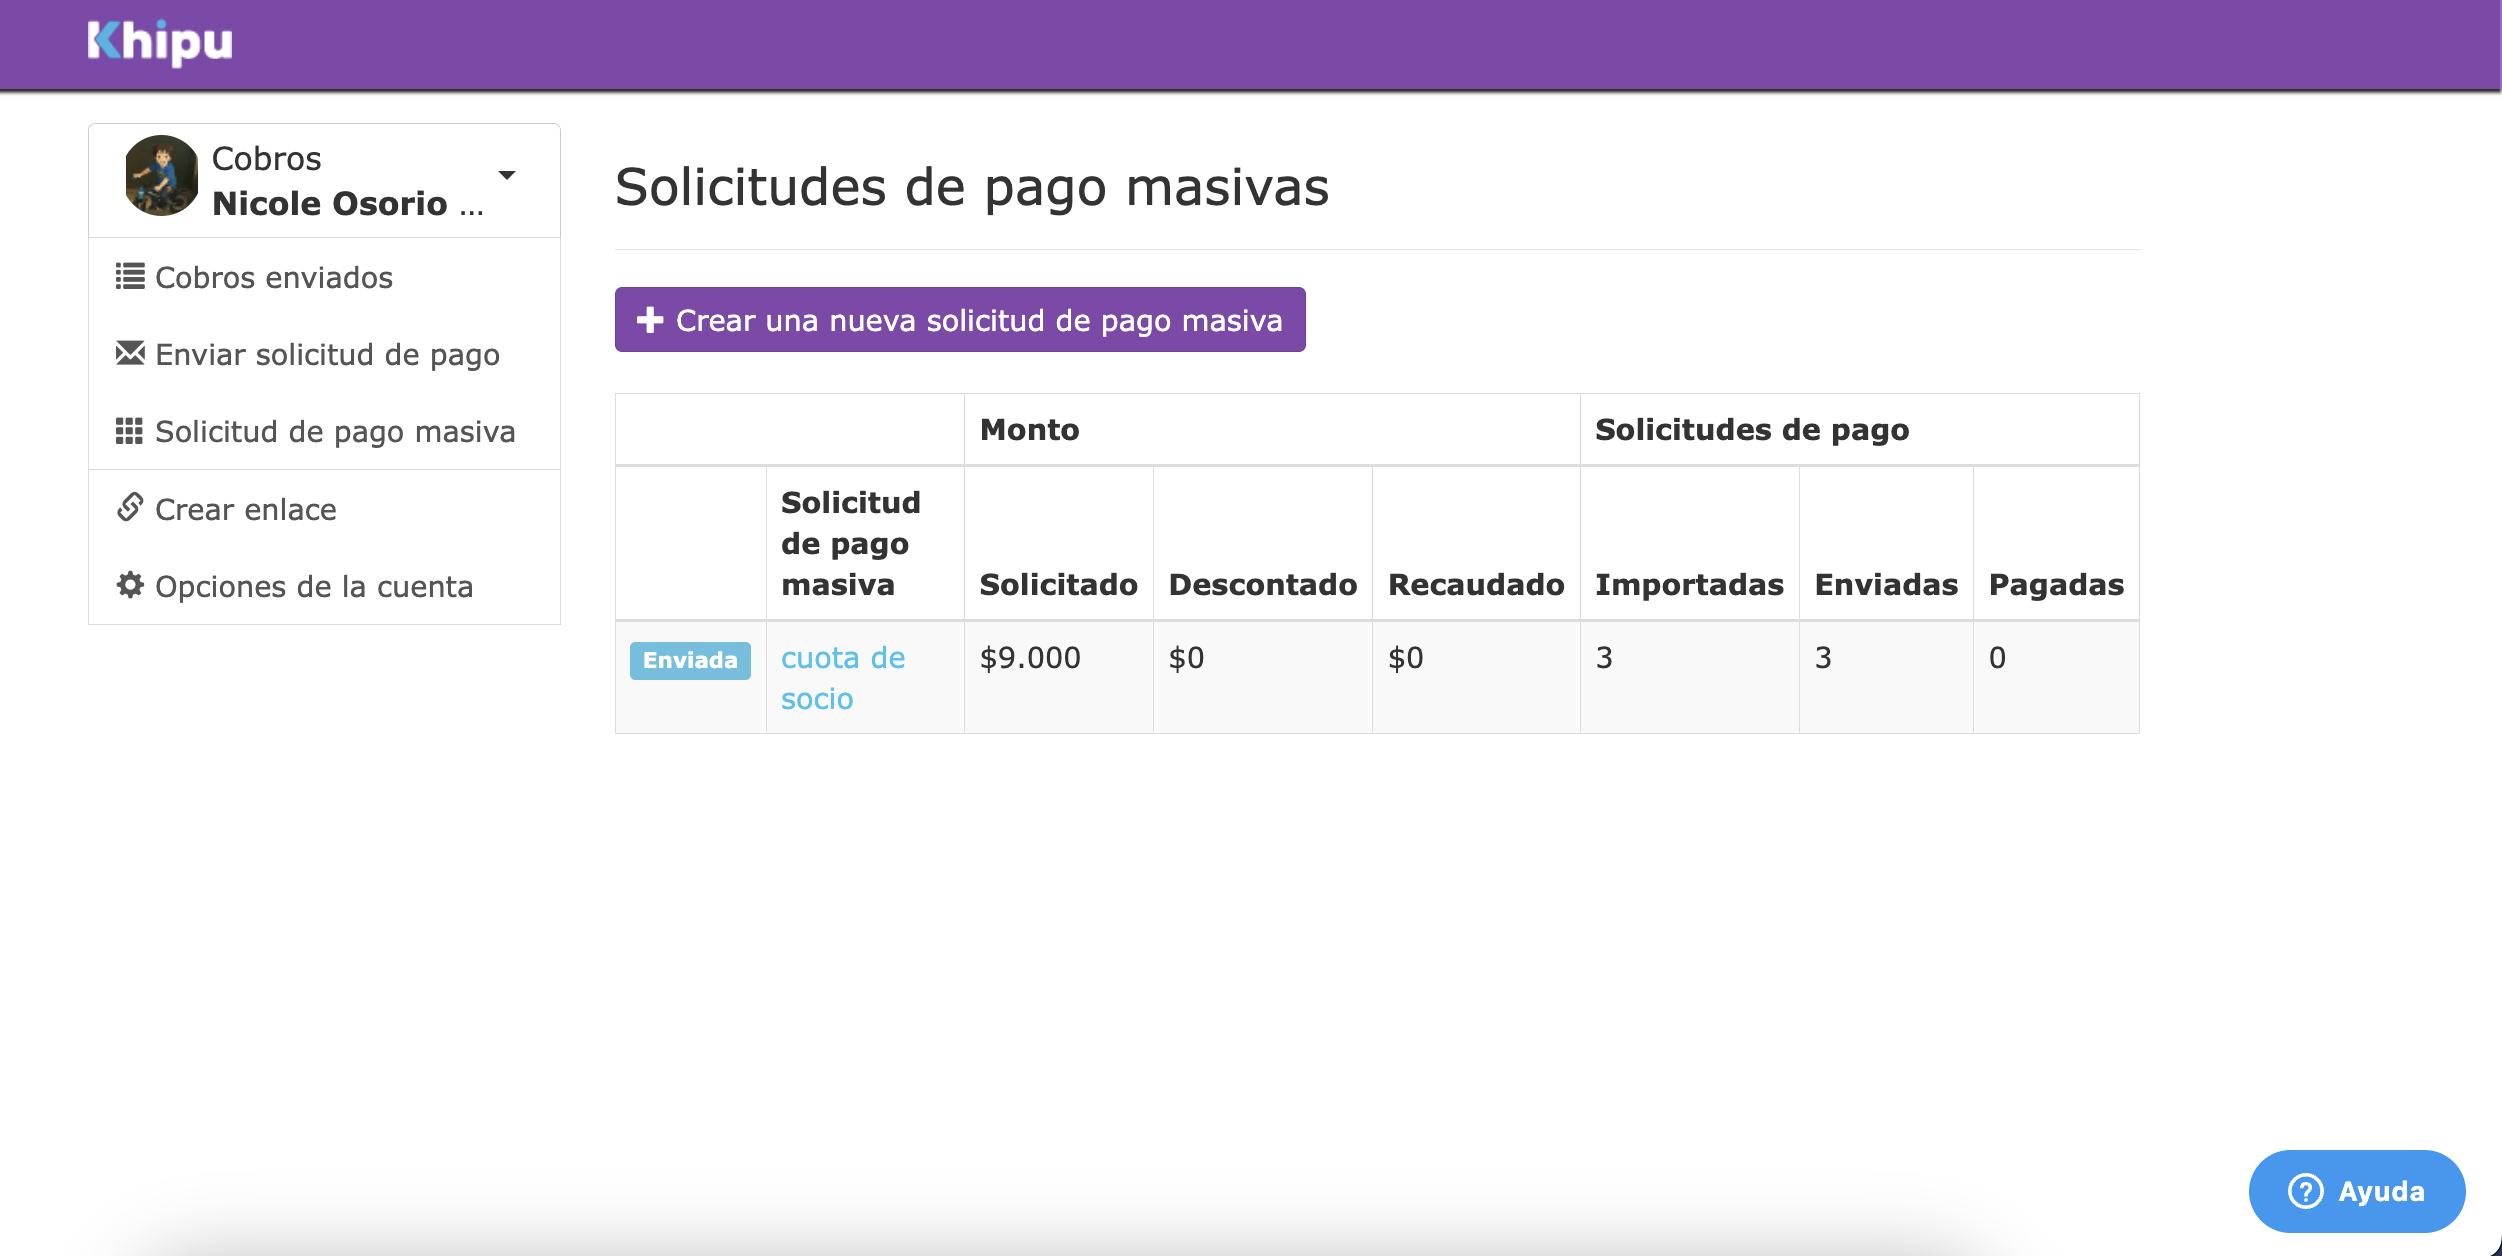 Khipu
Cobros
Nicole Osorio ...
Cobros enviados
Enviar solicitud de pago
Solicitud de pago masiva
Crear enlace
Opciones de la cuenta
Solicitudes de pago masivas
Crear una nueva solicitud de pago masiva
Monto
Solicitudes de pago
Solicitud
de pago
masiva
Solicitado
Descontado
Recaudado
Importadas
Enviadas
Pagadas
Enviada
cuota de
socio
$9.000
$0
$0
3
3
0
Ayuda